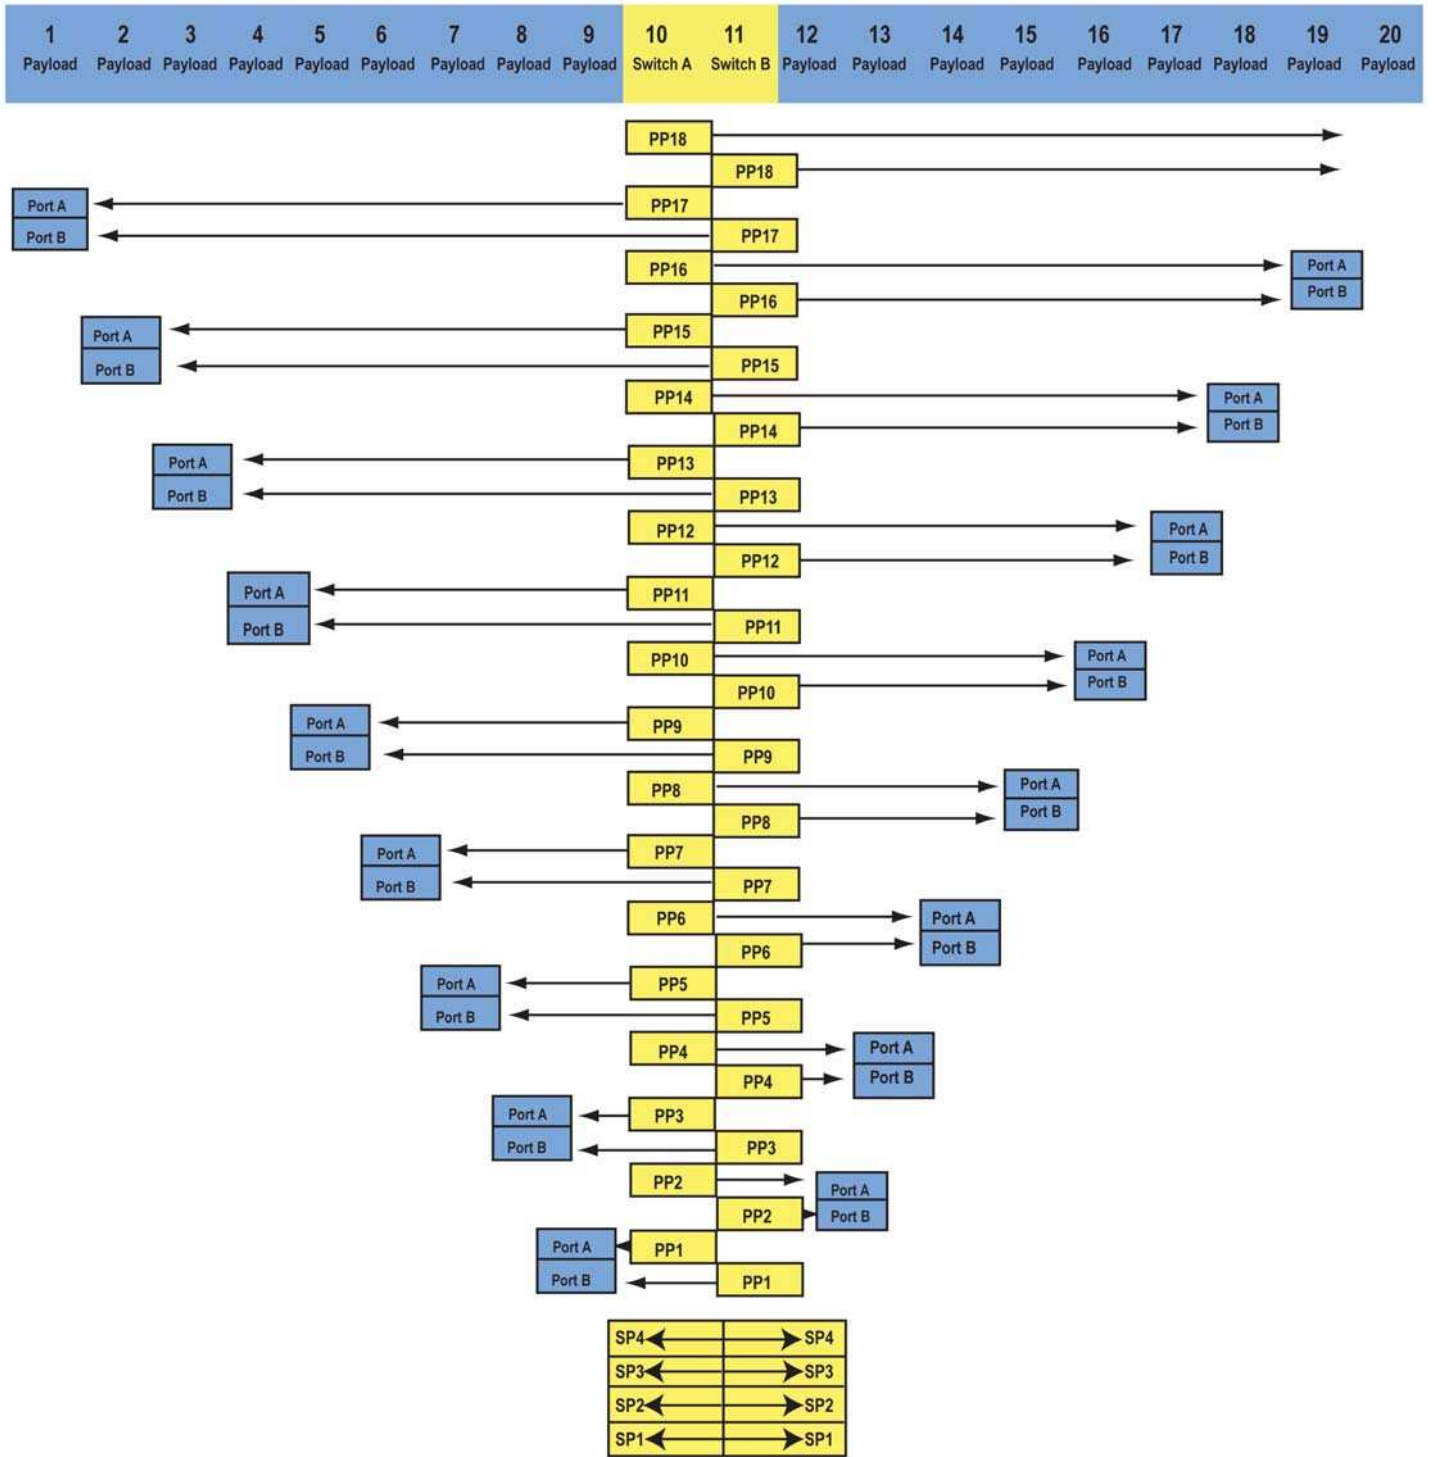 1 2 3 4 5 6 7 8 9 10 11 12 13 14 15 16 17 18 19 20
Payload Payload Payload Payload Payload Payload Payload Payload Payload Switch A Switch B Payload Payload Payload Payload Payload Payload Payload Payload Payload
PP18
PP18
Port A PP17
Port B PP17
PP16 Port A
PP16 Port B
Port A PP15
Port B PP15
PP14 Port A
PP14 Port B
Port A PP13
Port B PP13
PP12 Port A
PP12 Port B
Port A PP11
Port B PP11
PP10 Port A
PP10 Port B
Port A PP9
Port B PP9
PP8 Port A
PP8 Port B
Port A PP7
Port B PP7
PP6 Port A
PP6 Port B
Port A PP5
Port B PP5
PP4 Port A
PP4 Port B
Port A PP3
Port B PP3
PP2 Port A
PP2 Port B
Port A PP1
Port B PP1
SP4 SP4
SP3 SP3
SP2 SP2
SP1 SP1